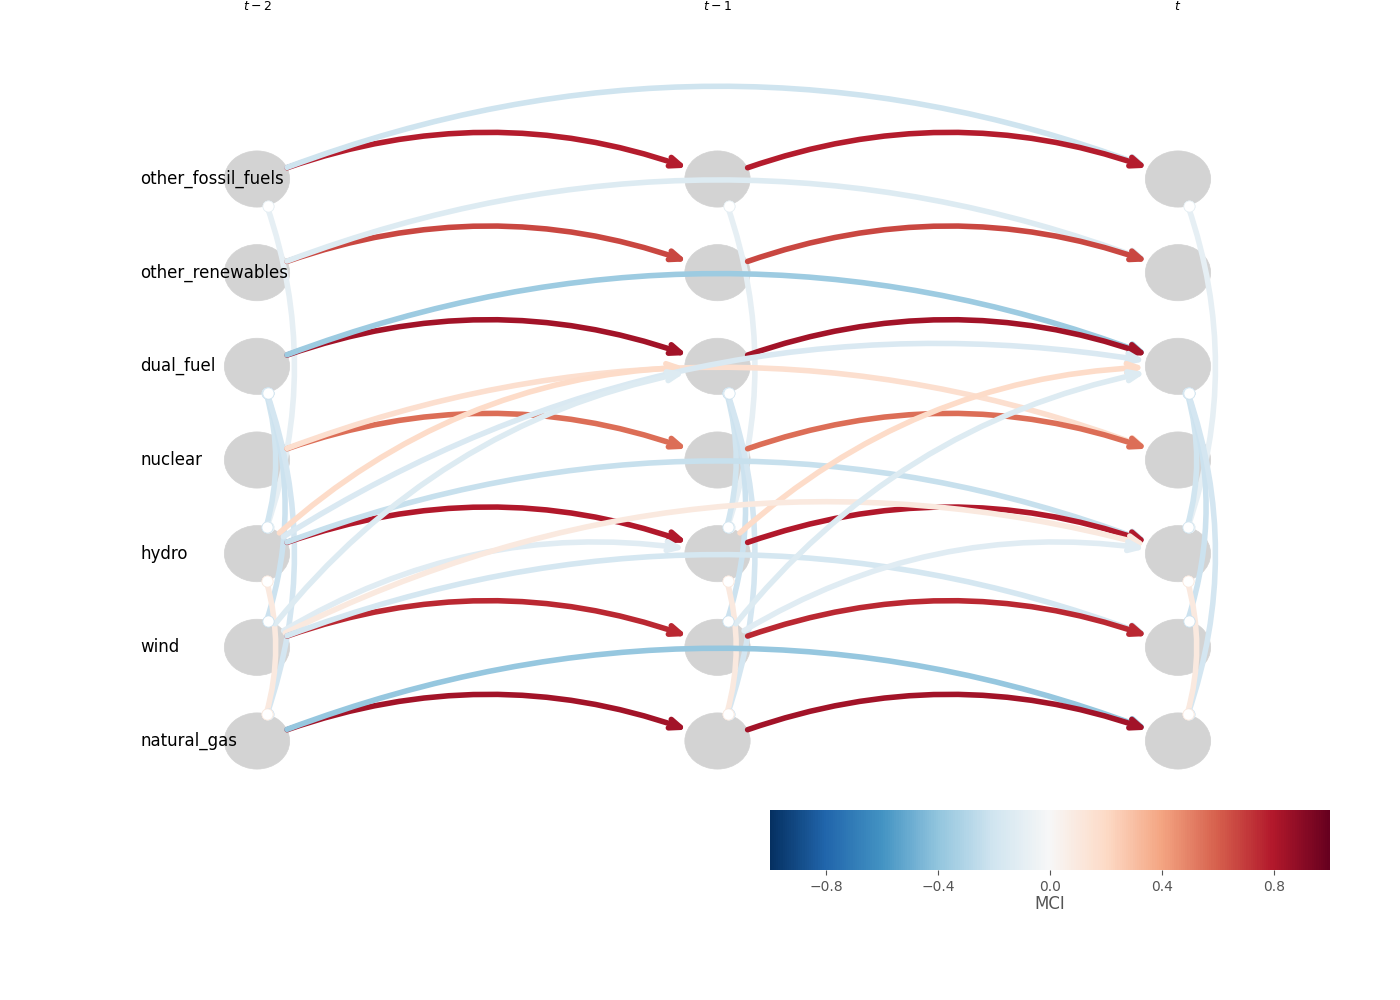 t − 2 t − 1 t
other_fossil_fuels
other_renewables
dual_fuel
nuclear
hydro
wind
natural_gas
−0.8 −0.4 0.0 0.4 0.8
MCI